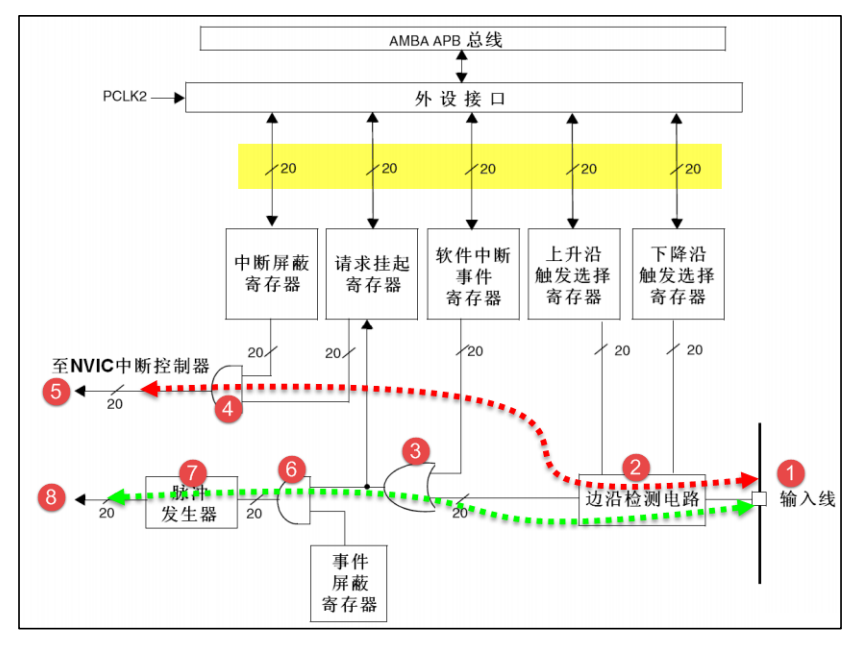 AMBA APB 总线
PCLK2
外 设 接 口
20
20
20
20
20
中断屏蔽
寄存器
请求挂起
寄存器
软件中断
事件
寄存器
上升沿
触发选择
寄存器
下降沿
触发选择
寄存器
20
20
20
20
20
至NVIC中断控制器
5
20
4
3
2
1
6
7
8
20
脉冲
发生器
20
20
边沿检测电路
输入线
事件
屏蔽
寄存器